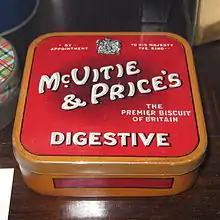 · BY · TO HIS MAJESTY
APPOINTMENT THE KING ·
McVITIE
& PRICE'S
THE
PREMIER BISCUIT
OF BRITAIN
DIGESTIVE